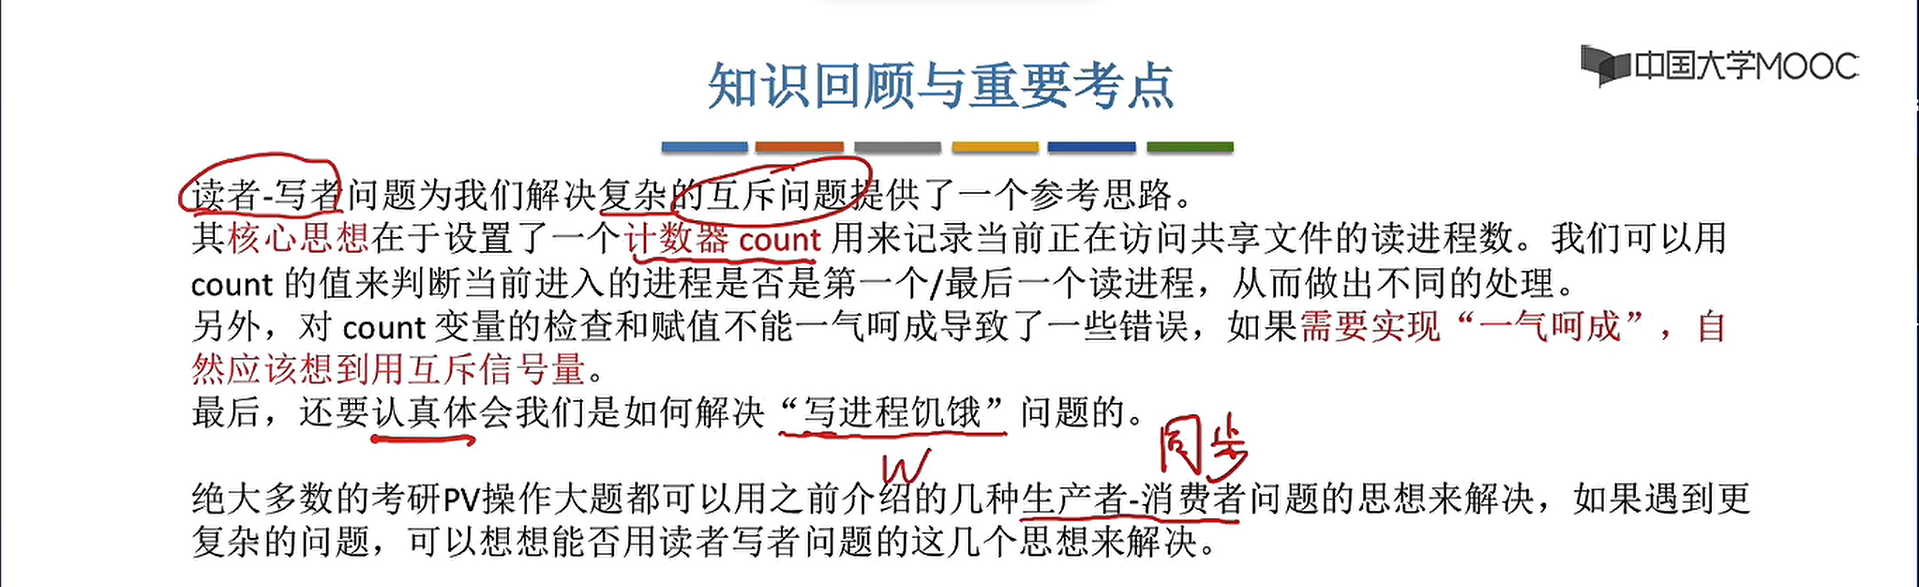 中国大学MOOC
知识回顾与重要考点
读者-写者问题为我们解决复杂的互斥问题提供了一个参考思路。
其核心思想在于设置了一个计数器 count 用来记录当前正在访问共享文件的读进程数。我们可以用
count 的值来判断当前进入的进程是否是第一个/最后一个读进程，从而做出不同的处理。
另外，对 count 变量的检查和赋值不能一气呵成导致了一些错误，如果需要实现“一气呵成”，自
然应该想到用互斥信号量。
最后，还要认真体会我们是如何解决“写进程饥饿”问题的。
同步
W
绝大多数的考研PV操作大题都可以用之前介绍的几种生产者-消费者问题的思想来解决，如果遇到更
复杂的问题，可以想想能否用读者写者问题的这几个思想来解决。